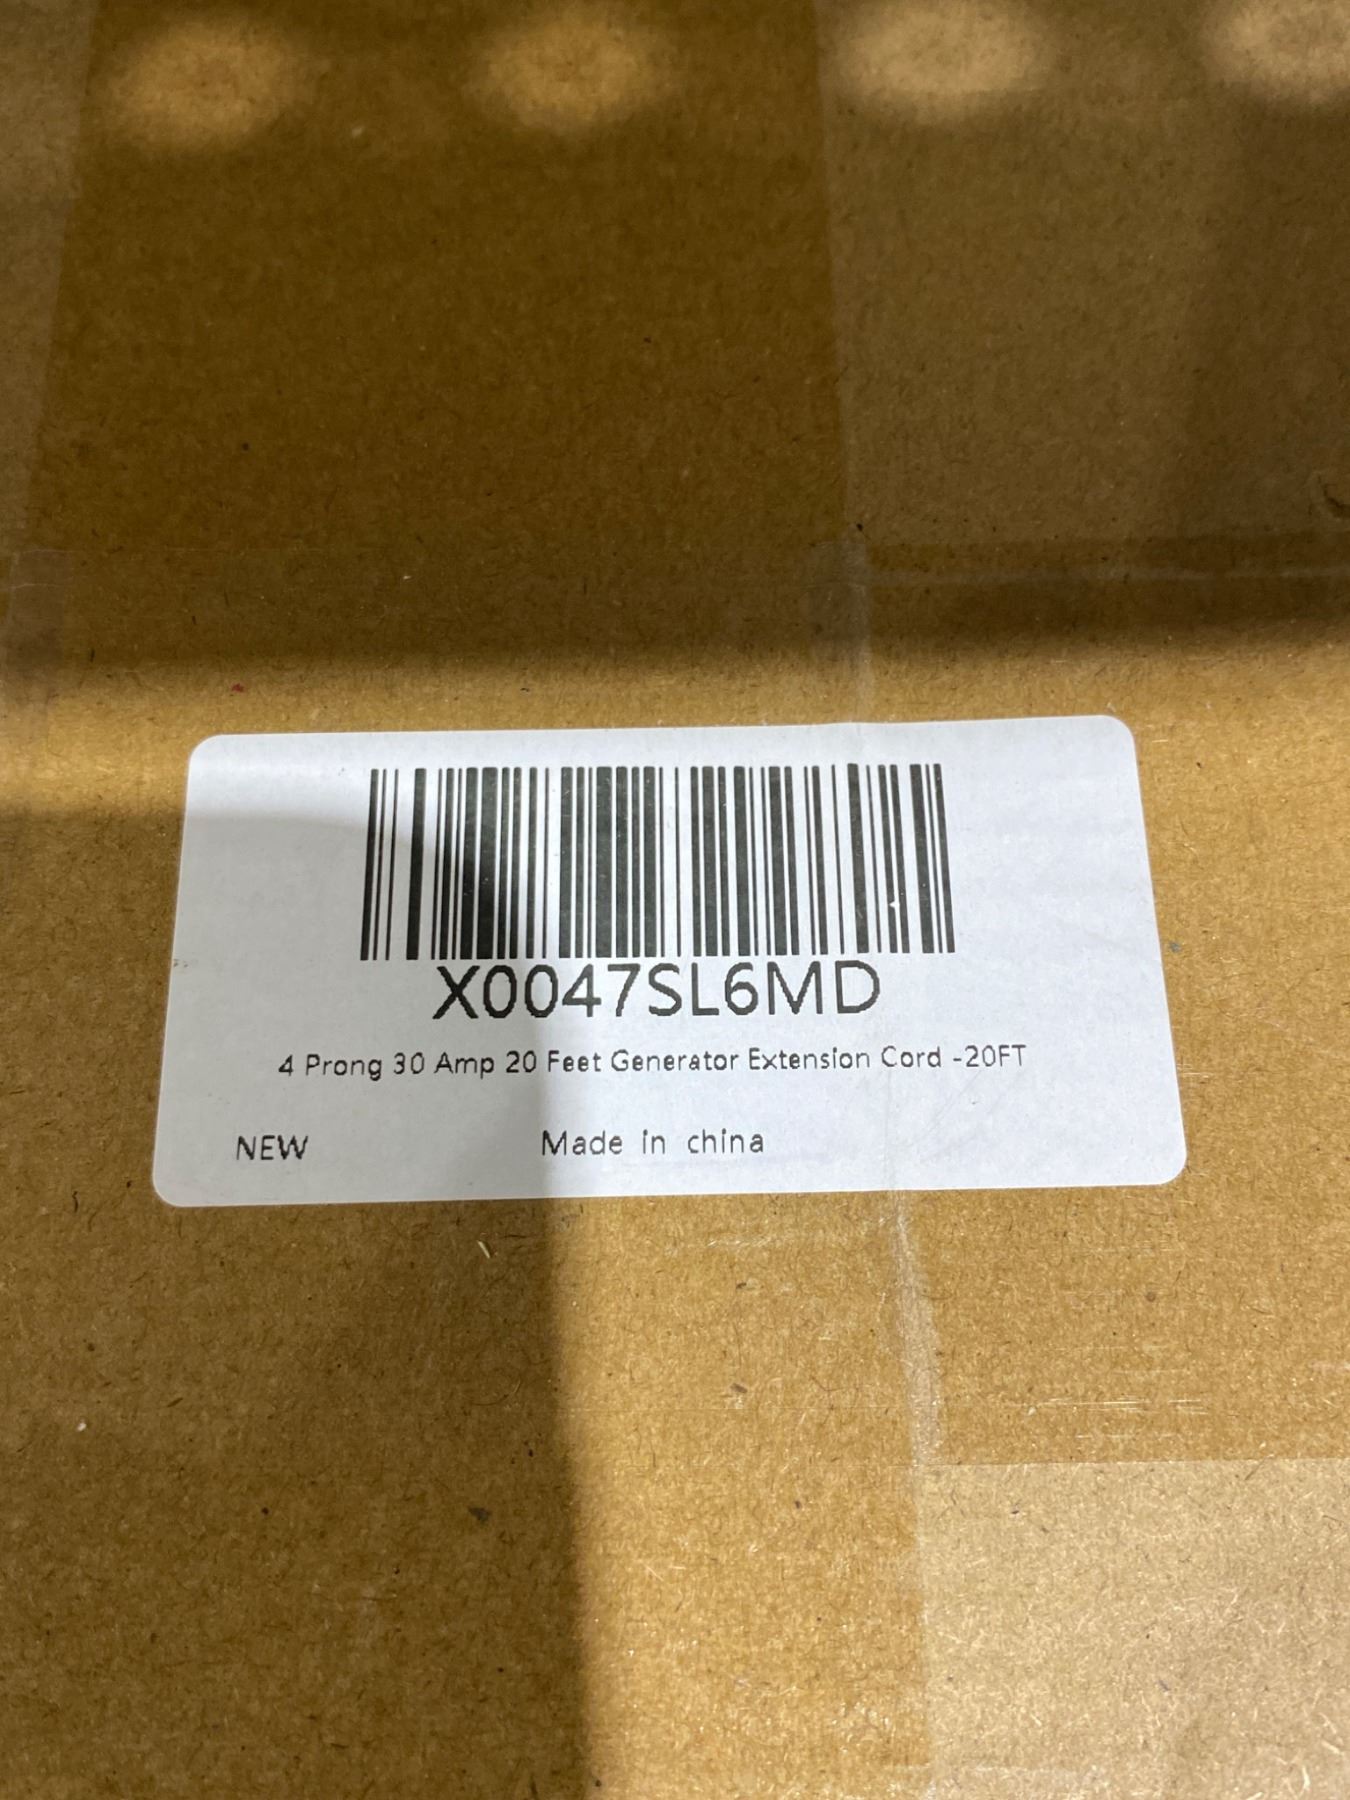 X0047SL6MD
4 Prong 30 Amp 20 Feet Generator Extension Cord -20FT
NEW Made in china